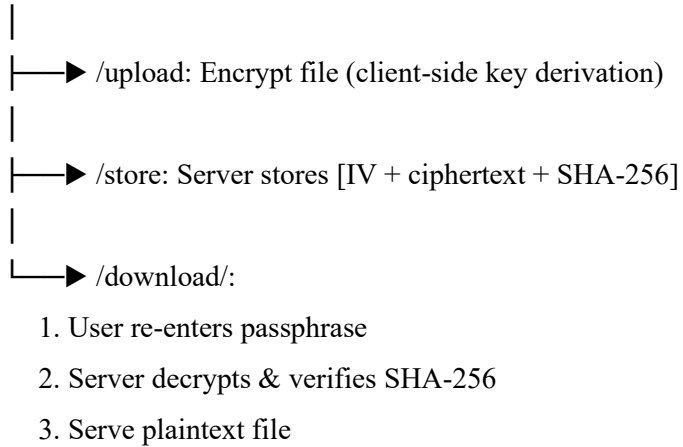 │
├──▶ /upload: Encrypt file (client-side key derivation)
│
├──▶ /store: Server stores [IV + ciphertext + SHA-256]
│
└──▶ /download/:
1. User re-enters passphrase
2. Server decrypts & verifies SHA-256
3. Serve plaintext file